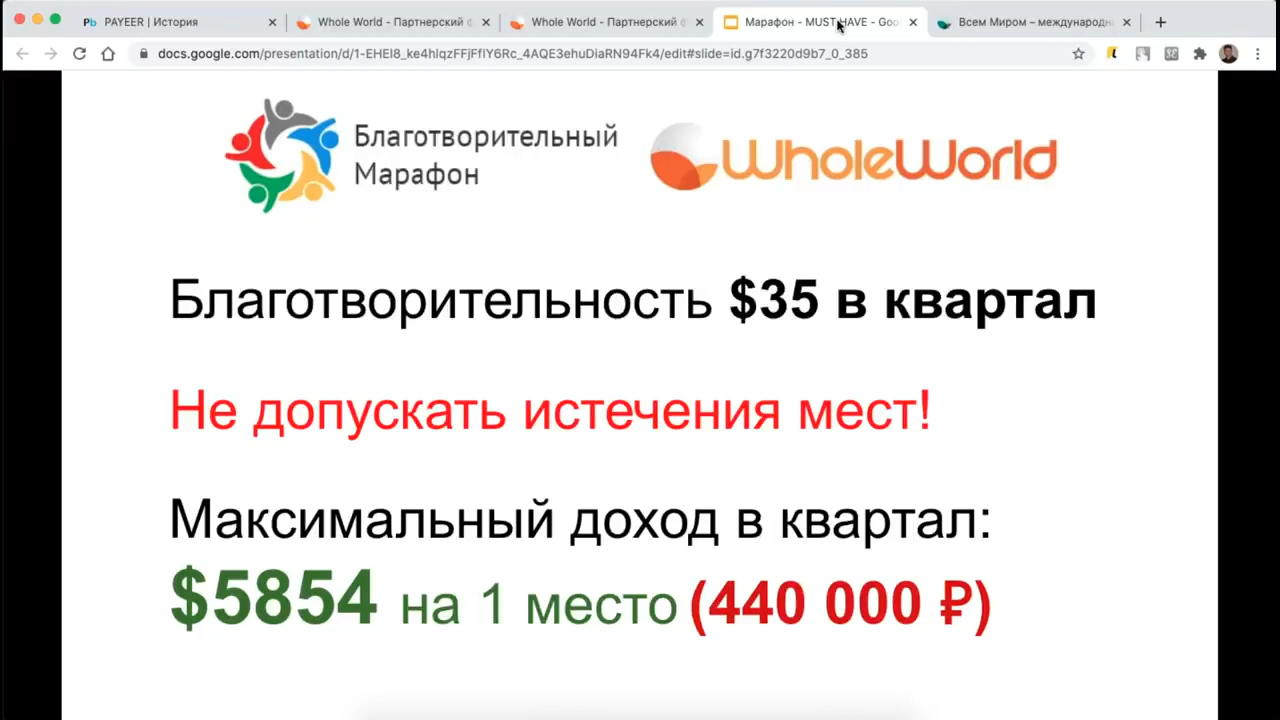 PAYEER | История
Whole World - Партнерский ф
Whole World - Партнерский ф
Марафон - MUST HAVE - Goo
Всем Миром – международна
docs.google.com/presentation/d/1-EHEl8_ke4hIqzFFjFfIY6Rc_4AQE3ehuDiaRN94Fk4/edit#slide=id.g7f3220d9b7_0_385
Благотворительный
Марафон
WholeWorld
Благотворительность $35 в квартал
Не допускать истечения мест!
Максимальный доход в квартал:
$5854 на 1 место (440 000 ₽)